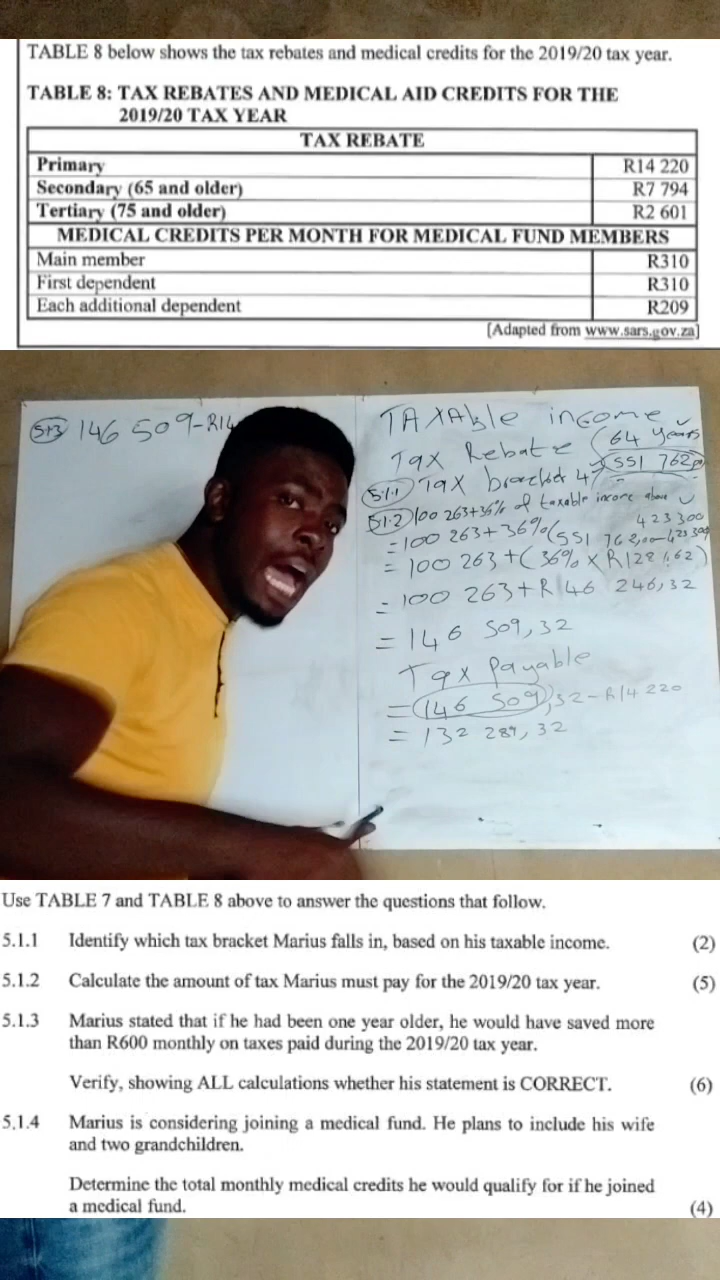 TABLE 8 below shows the tax rebates and medical credits for the 2019/20 tax year.
TABLE 8: TAX REBATES AND MEDICAL AID CREDITS FOR THE
2019/20 TAX YEAR
TAX REBATE
Primary R14 220
Secondary (65 and older) R7 794
Tertiary (75 and older) R2 601
MEDICAL CREDITS PER MONTH FOR MEDICAL FUND MEMBERS
Main member R310
First dependent R310
Each additional dependent R209
[Adapted from www.sars.gov.za]
5.1.3 146 509-R14
TAXAble income
Tax Rebate (64 years
5.1.1 Tax bracket 4 → 551 762
5.1.2 100 263+36% of taxable income above
423 300
= 100 263+36%(551 762,00-423 300
= 100 263+(36% x R128 462)
= 100 263+R46 246,32
= 146 509,32
Tax Payable
= 146 509,32-R14 220
= 132 289,32
Use TABLE 7 and TABLE 8 above to answer the questions that follow.
5.1.1 Identify which tax bracket Marius falls in, based on his taxable income. (2)
5.1.2 Calculate the amount of tax Marius must pay for the 2019/20 tax year. (5)
5.1.3 Marius stated that if he had been one year older, he would have saved more
than R600 monthly on taxes paid during the 2019/20 tax year.
Verify, showing ALL calculations whether his statement is CORRECT. (6)
5.1.4 Marius is considering joining a medical fund. He plans to include his wife
and two grandchildren.
Determine the total monthly medical credits he would qualify for if he joined
a medical fund. (4)